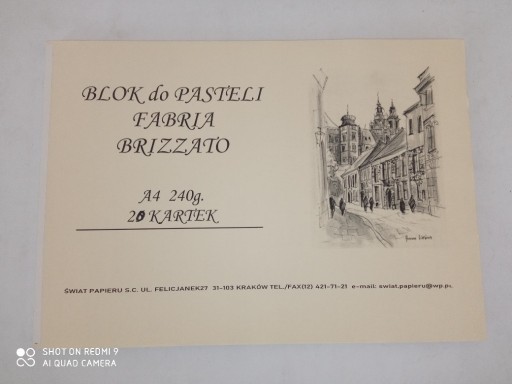 BLOK do PASTELI
FABRIA
BRIZZATO
A4 240g.
20 KARTEK
ŚWIAT PAPIERU S.C. UL. FELICJANEK27 31-103 KRAKÓW TEL./FAX(12) 421-71-21 e-mail: swiat.papieru@wp.pl
SHOT ON REDMI 9
AI QUAD CAMERA